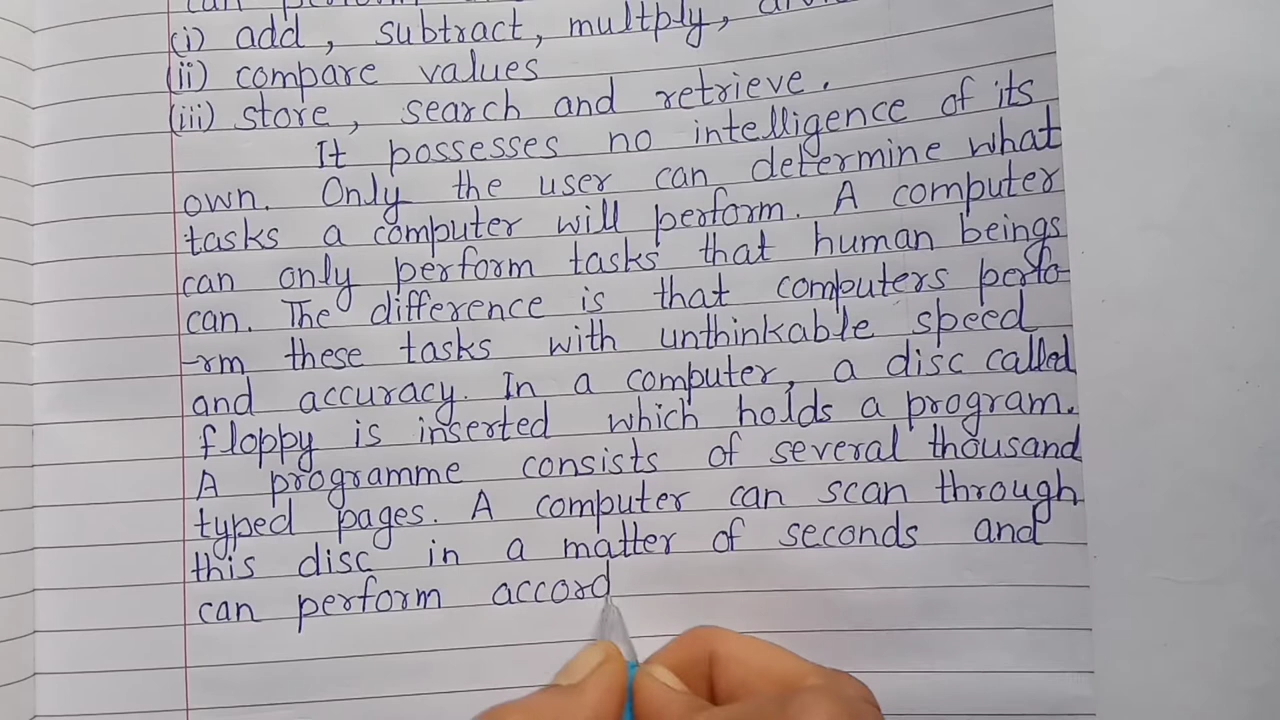 can
(i) add, subtract, multply,
(ii) compare values
(iii) store, search and retrieve.
It possesses no intelligence of its
own. Only the user can determine what
tasks a computer will perform. A computer
can only perform tasks that human beings
can. The difference is that computers perfo-
-rm these tasks with unthinkable speed
and accuracy. In a computer, a disc called
floppy is inserted which holds a program.
A programme consists of several thousand
typed pages. A computer can scan through
this disc in a matter of seconds and
can perform accord